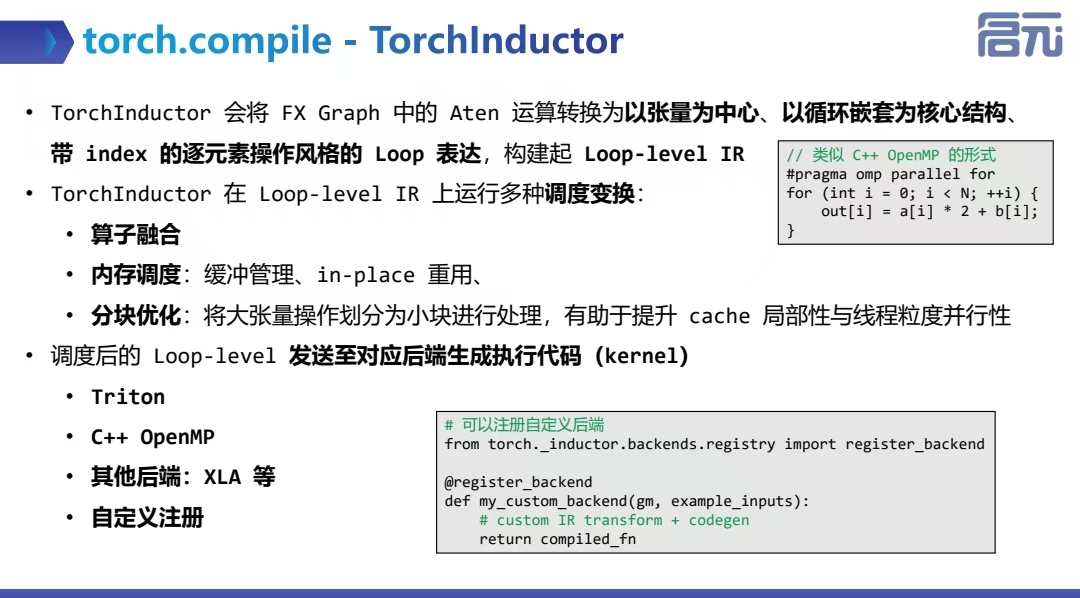 torch.compile - TorchInductor
启元
• TorchInductor 会将 FX Graph 中的 Aten 运算转换为以张量为中心、以循环嵌套为核心结构、
带 index 的逐元素操作风格的 Loop 表达，构建起 Loop-level IR
// 类似 C++ OpenMP 的形式
#pragma omp parallel for
for (int i = 0; i < N; ++i) {
    out[i] = a[i] * 2 + b[i];
}
• TorchInductor 在 Loop-level IR 上运行多种调度变换：
• 算子融合
• 内存调度：缓冲管理、in-place 重用、
• 分块优化：将大张量操作划分为小块进行处理，有助于提升 cache 局部性与线程粒度并行性
• 调度后的 Loop-level 发送至对应后端生成执行代码（kernel）
• Triton
• C++ OpenMP
• 其他后端：XLA 等
• 自定义注册
# 可以注册自定义后端
from torch._inductor.backends.registry import register_backend
@register_backend
def my_custom_backend(gm, example_inputs):
    # custom IR transform + codegen
    return compiled_fn